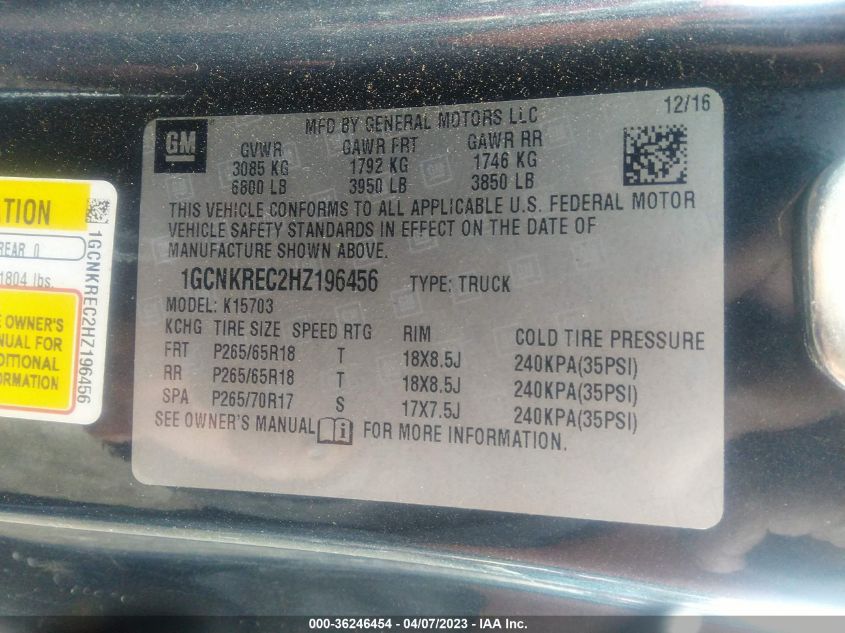 GM
MFD BY GENERAL MOTORS LLC
12/16
GVWR GAWR FRT GAWR RR
3085 KG 1792 KG 1746 KG
6800 LB 3950 LB 3850 LB
THIS VEHICLE CONFORMS TO ALL APPLICABLE U.S. FEDERAL MOTOR
VEHICLE SAFETY STANDARDS IN EFFECT ON THE DATE OF
MANUFACTURE SHOWN ABOVE.
1GCNKREC2HZ196456 TYPE: TRUCK
MODEL: K15703
KCHG TIRE SIZE SPEED RTG RIM COLD TIRE PRESSURE
FRT P265/65R18 T 18X8.5J 240KPA(35PSI)
RR P265/65R18 T 18X8.5J 240KPA(35PSI)
SPA P265/70R17 S 17X7.5J 240KPA(35PSI)
SEE OWNER'S MANUAL i FOR MORE INFORMATION.
REAR 0
1804 lbs.
OWNER'S
MANUAL FOR
1GCNKREC2HZ196456
000-36246454 - 04/07/2023 - IAA Inc.